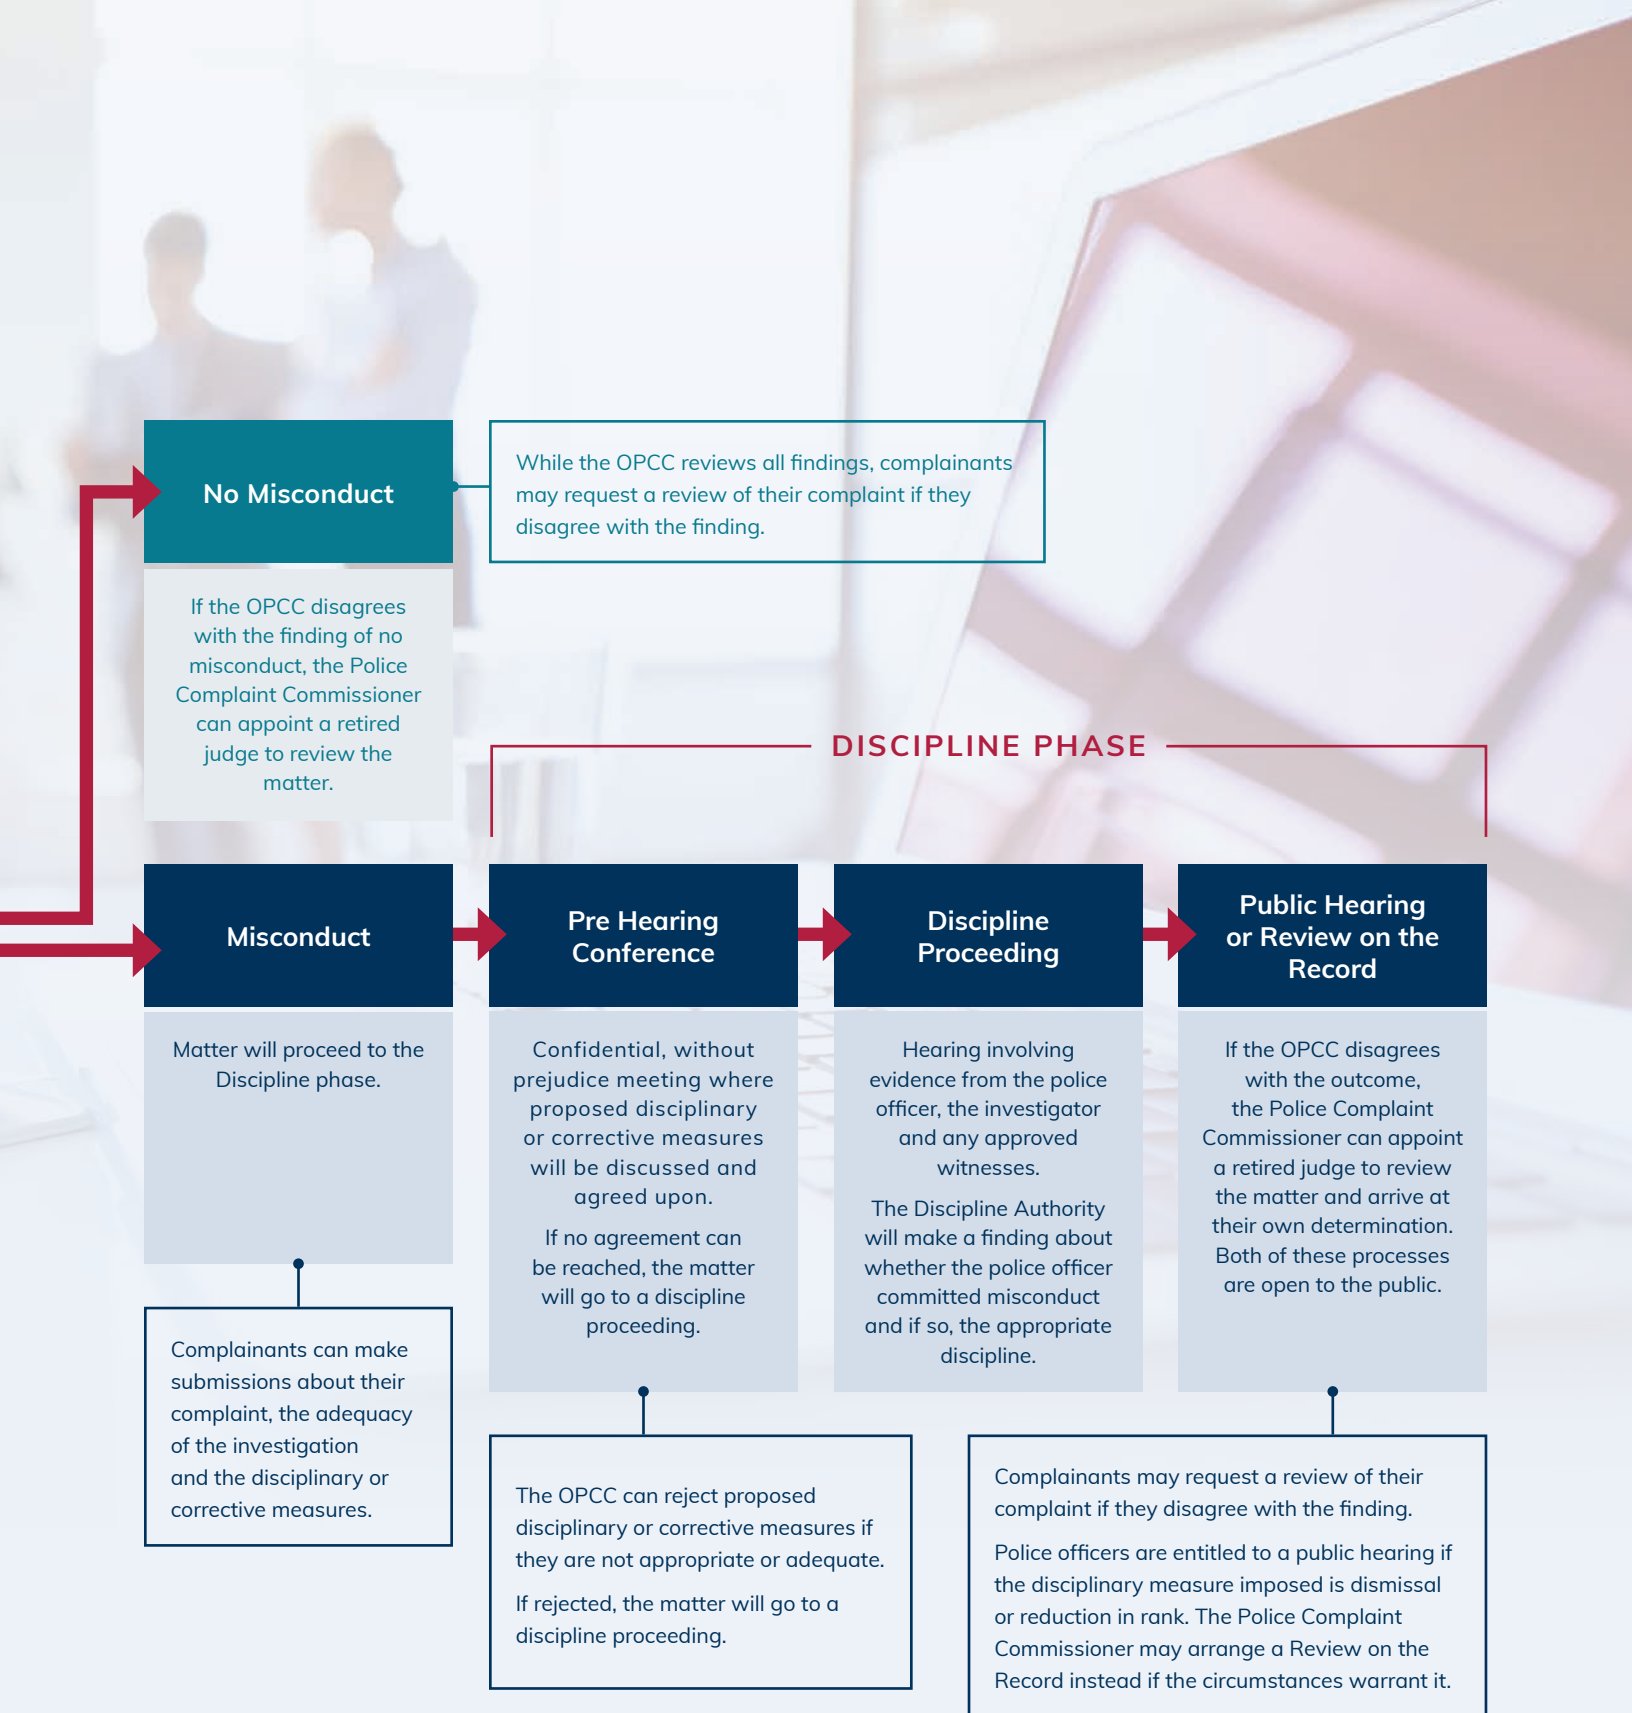 No Misconduct
While the OPCC reviews all findings, complainants
may request a review of their complaint if they
disagree with the finding.
If the OPCC disagrees
with the finding of no
misconduct, the Police
Complaint Commissioner
can appoint a retired
judge to review the
matter.
DISCIPLINE PHASE
Misconduct
Matter will proceed to the
Discipline phase.
Complainants can make
submissions about their
complaint, the adequacy
of the investigation
and the disciplinary or
corrective measures.
Pre Hearing
Conference
Confidential, without
prejudice meeting where
proposed disciplinary
or corrective measures
will be discussed and
agreed upon.
If no agreement can
be reached, the matter
will go to a discipline
proceeding.
The OPCC can reject proposed
disciplinary or corrective measures if
they are not appropriate or adequate.
If rejected, the matter will go to a
discipline proceeding.
Discipline
Proceeding
Hearing involving
evidence from the police
officer, the investigator
and any approved
witnesses.
The Discipline Authority
will make a finding about
whether the police officer
committed misconduct
and if so, the appropriate
discipline.
Public Hearing
or Review on the
Record
If the OPCC disagrees
with the outcome,
the Police Complaint
Commissioner can appoint
a retired judge to review
the matter and arrive at
their own determination.
Both of these processes
are open to the public.
Complainants may request a review of their
complaint if they disagree with the finding.
Police officers are entitled to a public hearing if
the disciplinary measure imposed is dismissal
or reduction in rank. The Police Complaint
Commissioner may arrange a Review on the
Record instead if the circumstances warrant it.